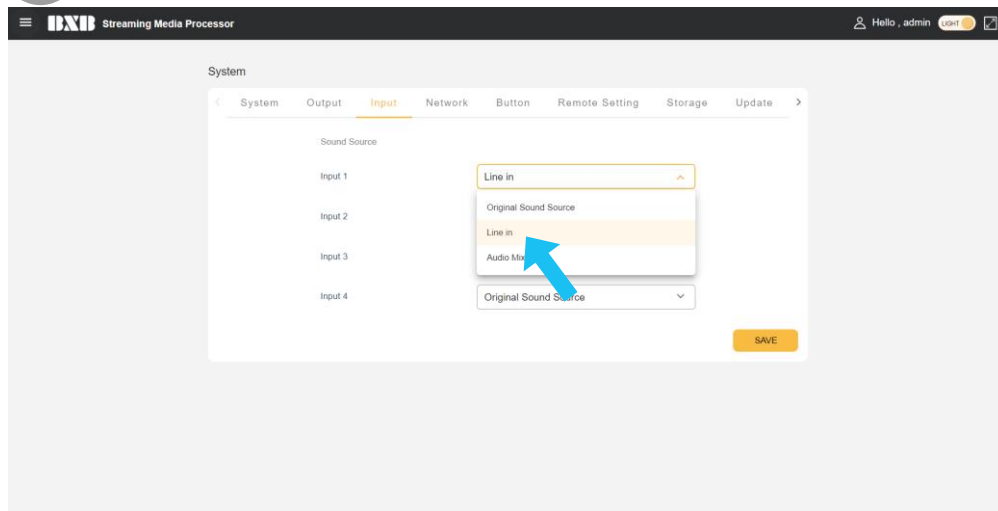 BXB Streaming Media Processor
Hello , admin
LIGHT
System
System Output Input Network Button Remote Setting Storage Update
Sound Source
Input 1 Line in
Original Sound Source
Input 2
Line in
Input 3 Audio Mix
Input 4 Original Sound Source
SAVE